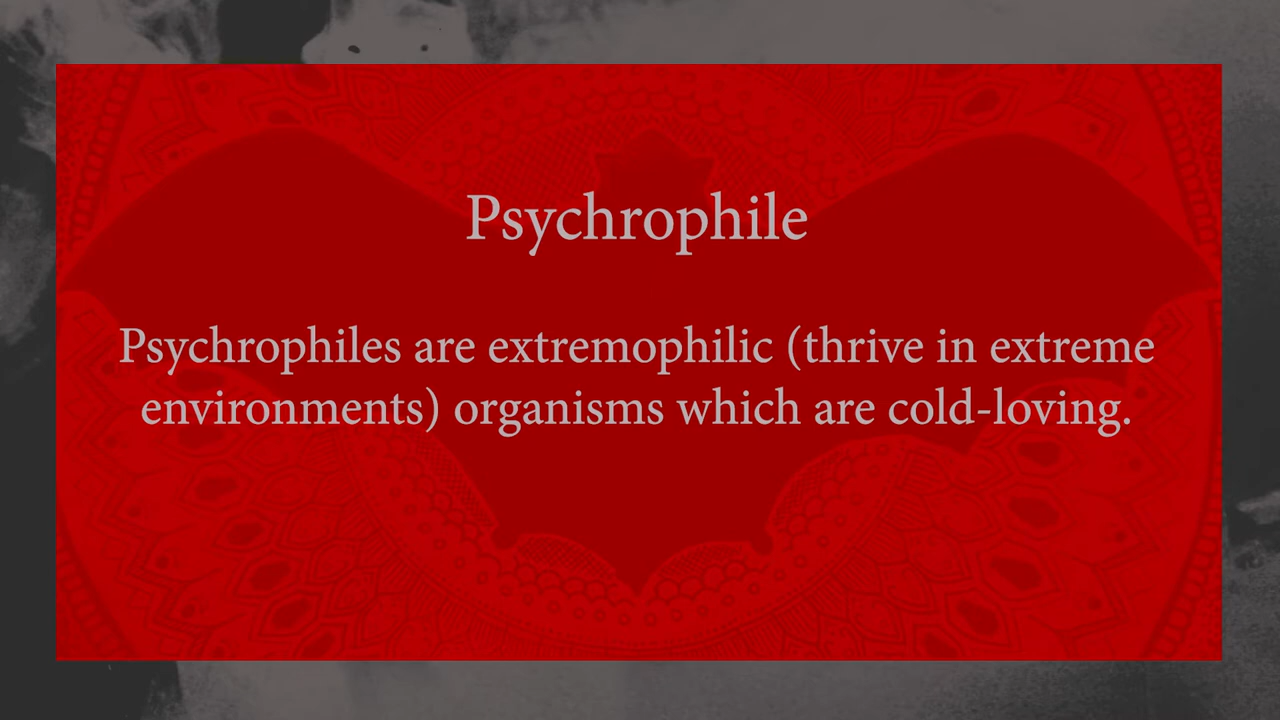 Psychrophile
Psychrophiles are extremophilic (thrive in extreme
environments) organisms which are cold-loving.